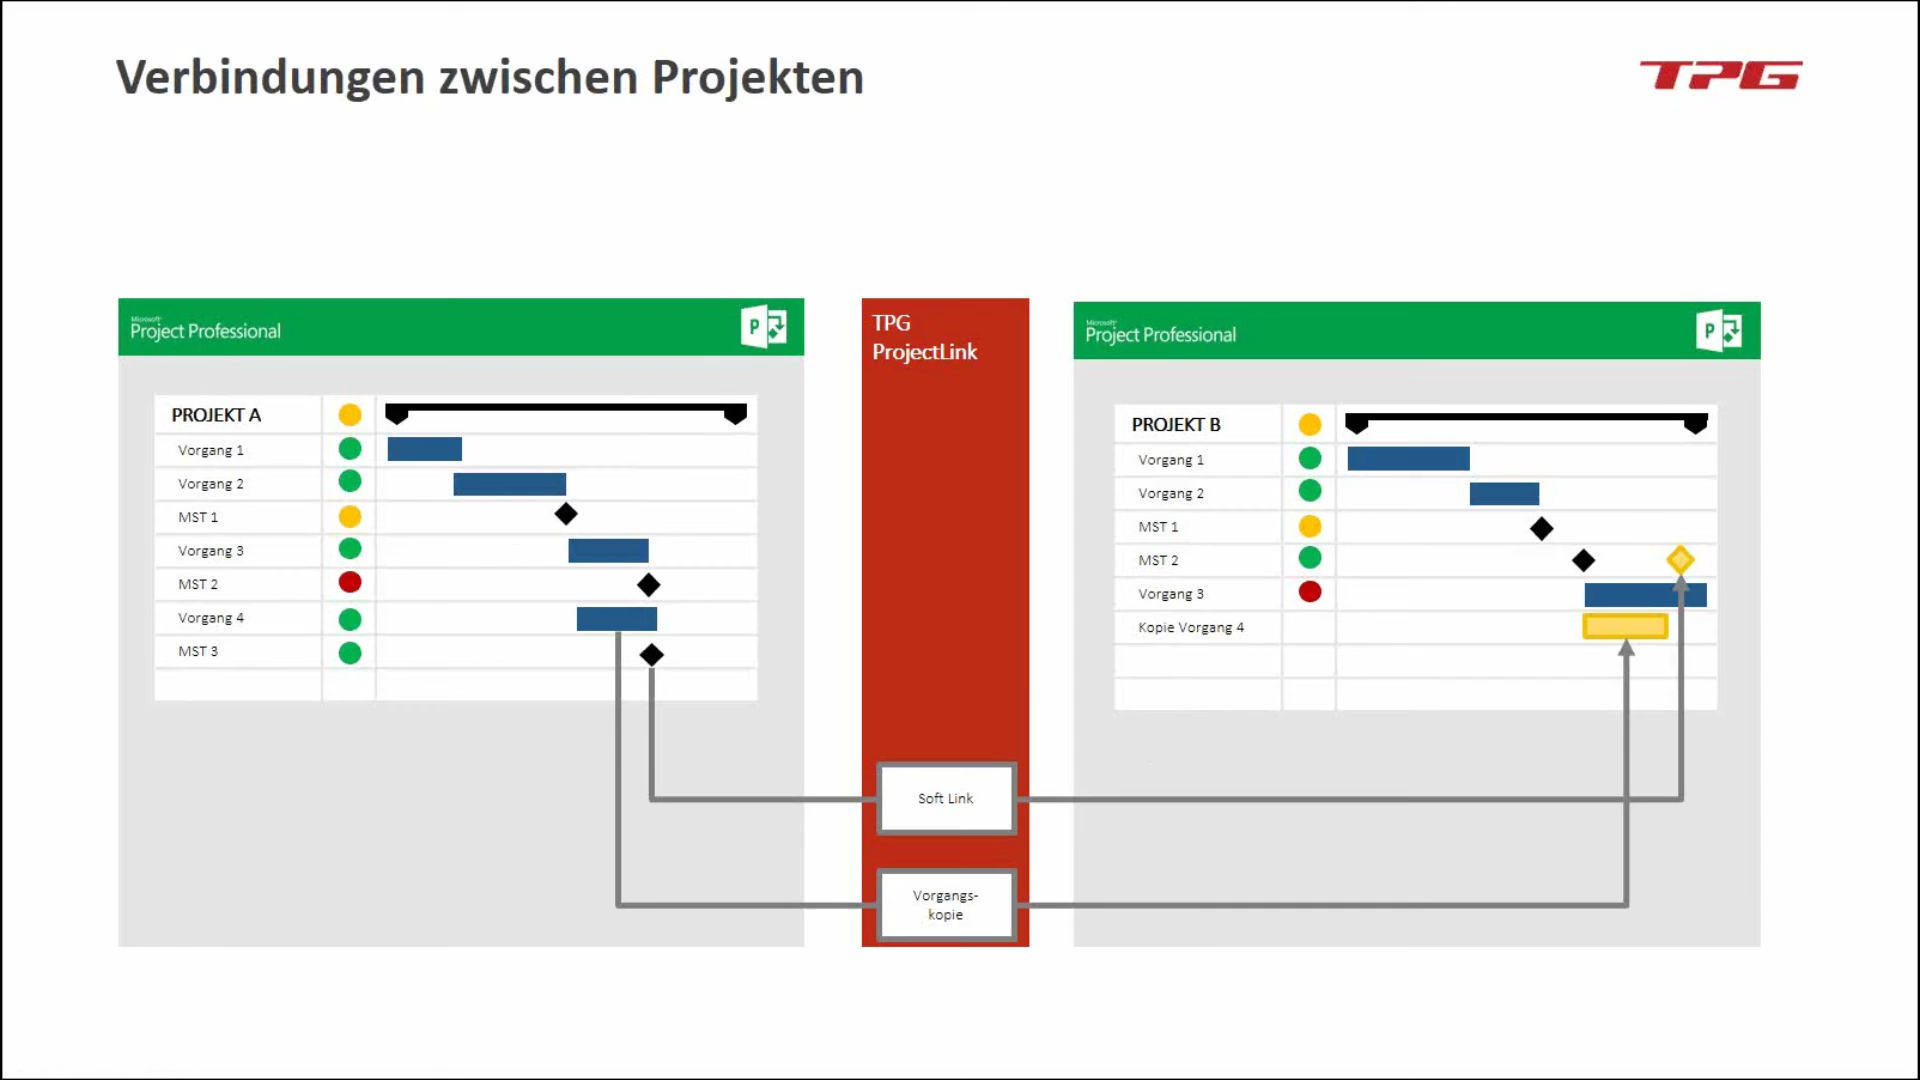 Verbindungen zwischen Projekten
TPG
Microsoft
Project Professional
P
PROJEKT A
Vorgang 1
Vorgang 2
MST 1
Vorgang 3
MST 2
Vorgang 4
MST 3
TPG
ProjectLink
Soft Link
Vorgangs-
kopie
Microsoft
Project Professional
P
PROJEKT B
Vorgang 1
Vorgang 2
MST 1
MST 2
Vorgang 3
Kopie Vorgang 4